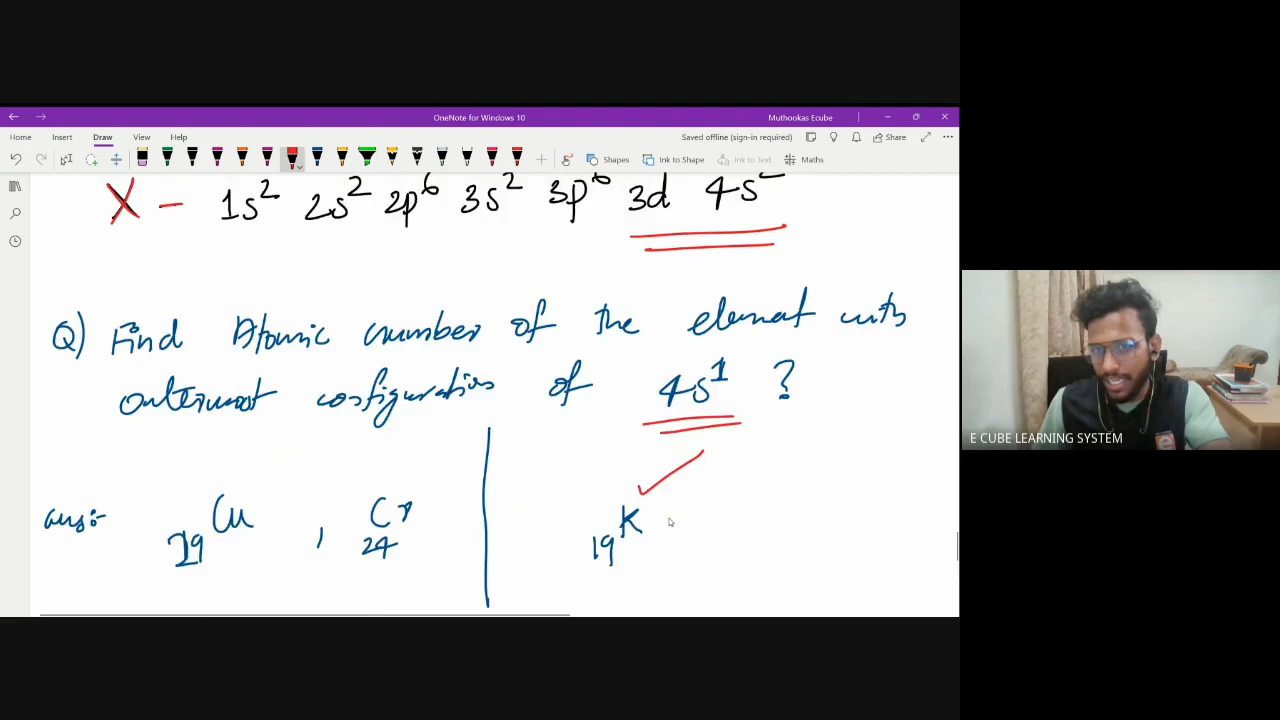 OneNote for Windows 10
Muthookas Ecube
Home Insert Draw View Help
Saved offline (sign-in required)
Share
Shapes
Ink to Shape
Ink to Text
Maths
X - 1s2 2s2 2p6 3s2 3p6 3d 4s2
Q) Find Atomic number of the element with
outermost configuration of 4s1 ?
ans:- 29Cu , 24Cr 19K
E CUBE LEARNING SYSTEM